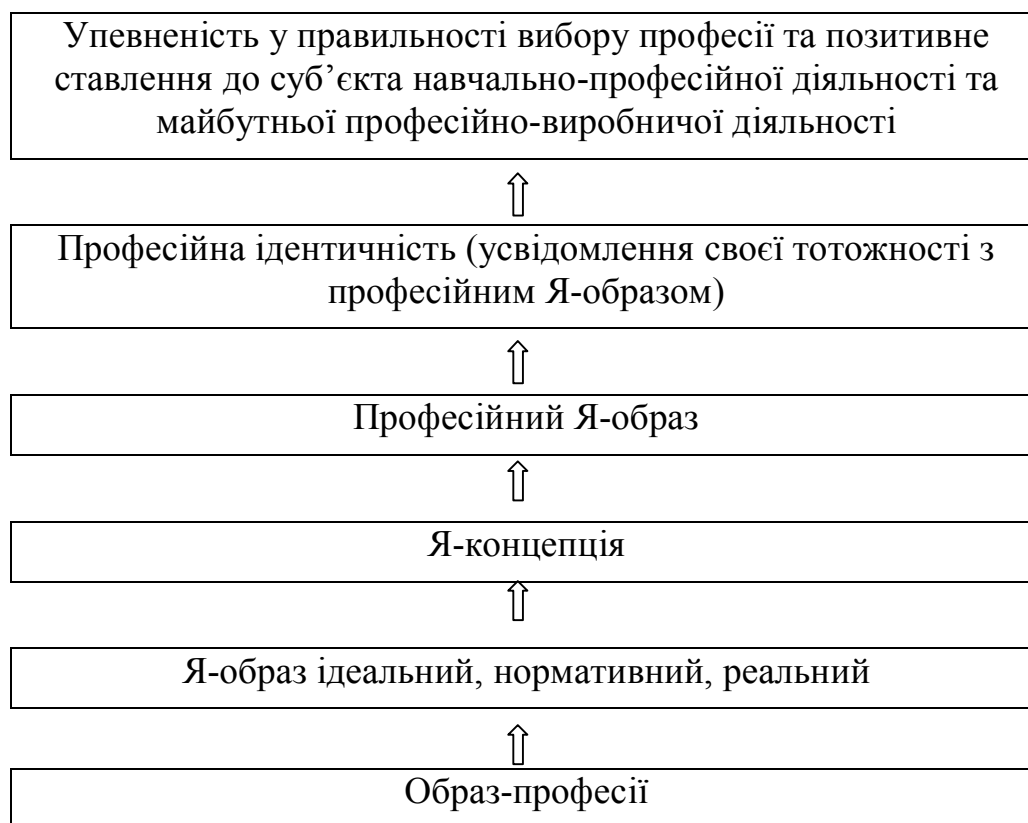 Упевненість у правильності вибору професії та позитивне
ставлення до суб’єкта навчально-професійної діяльності та
майбутньої професійно-виробничої діяльності
Професійна ідентичність (усвідомлення своєї тотожності з
професійним Я-образом)
Професійний Я-образ
Я-концепція
Я-образ ідеальний, нормативний, реальний
Образ-професії